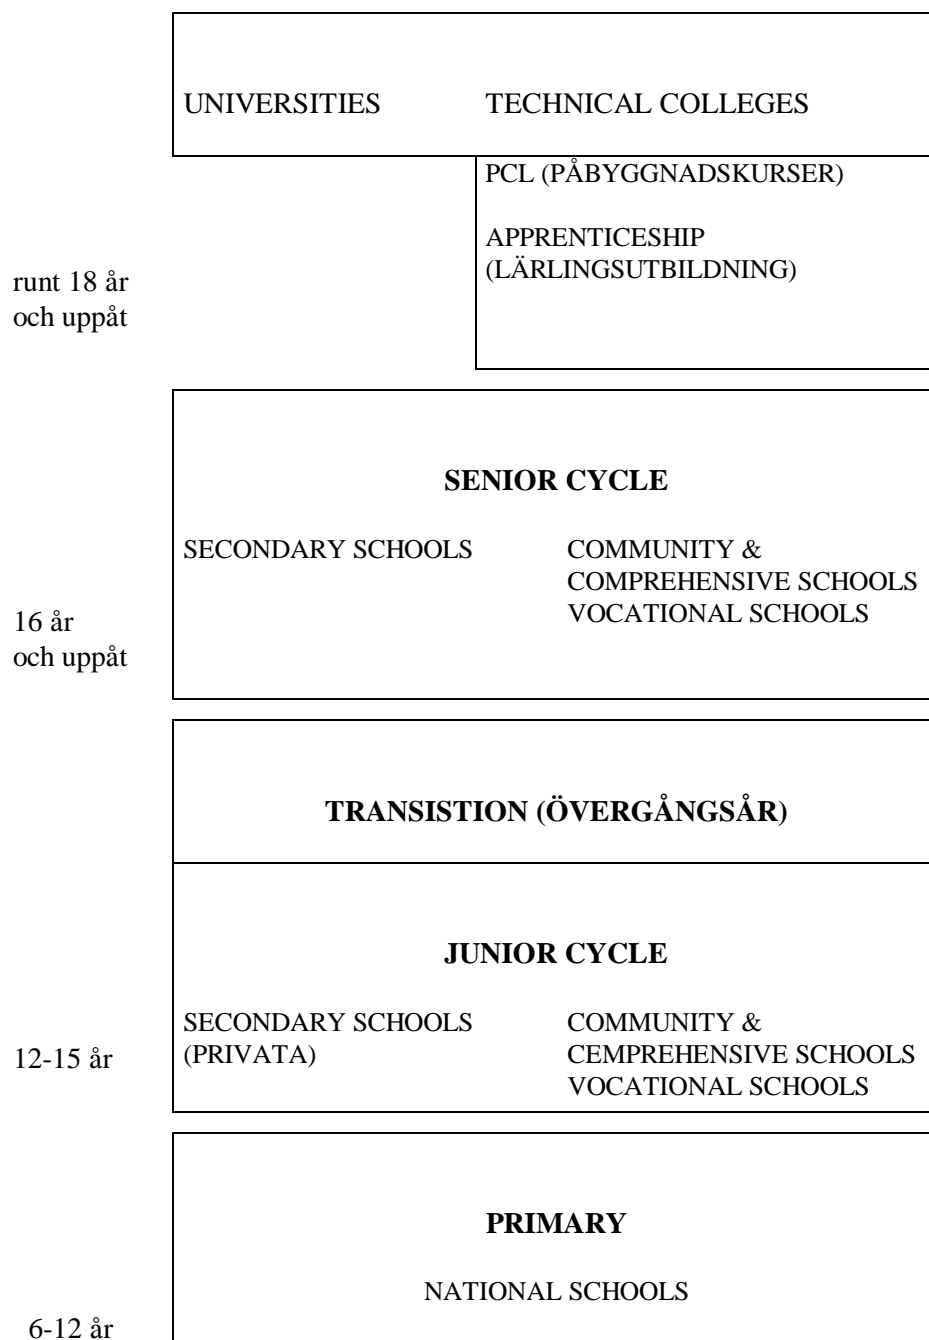 UNIVERSITIES TECHNICAL COLLEGES
PCL (PÅBYGGNADSKURSER)
APPRENTICESHIP
(LÄRLINGSUTBILDNING)
runt 18 år
och uppåt
SENIOR CYCLE
SECONDARY SCHOOLS COMMUNITY &
COMPREHENSIVE SCHOOLS
VOCATIONAL SCHOOLS
16 år
och uppåt
TRANSISTION (ÖVERGÅNGSÅR)
JUNIOR CYCLE
SECONDARY SCHOOLS COMMUNITY &
12-15 år (PRIVATA) CEMPREHENSIVE SCHOOLS
VOCATIONAL SCHOOLS
PRIMARY
NATIONAL SCHOOLS
6-12 år